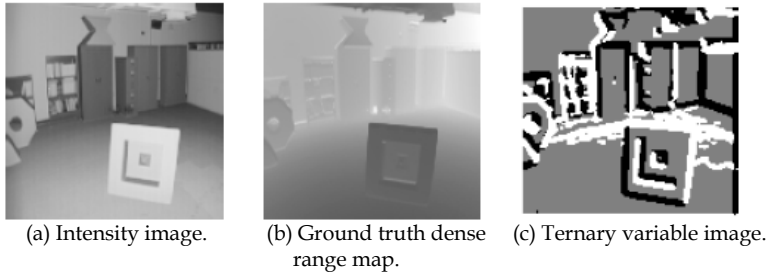 (a) Intensity image.
(b) Ground truth dense
range map.
(c) Ternary variable image.